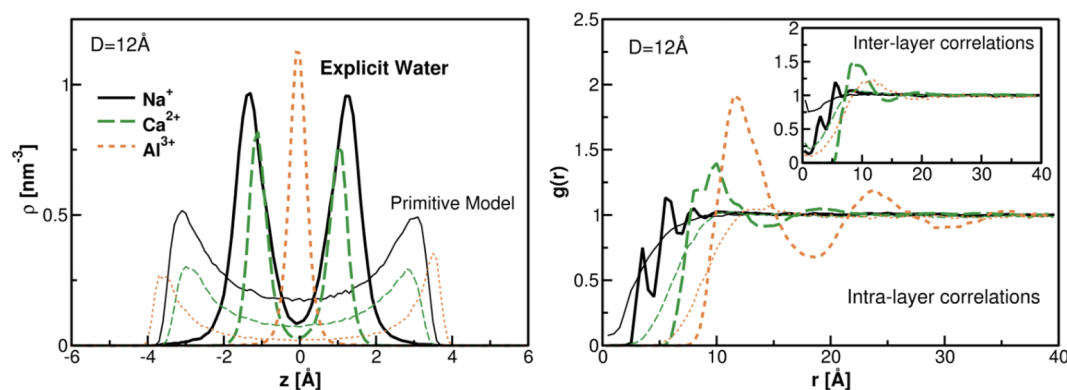 D=12Å
Explicit Water
Na+
Ca2+
Al3+
Primitive Model
ρ [nm-3]
1
0.5
0
-6
-4
-2
0
2
4
6
z [Å]
D=12Å
Inter-layer correlations
2
1.5
1
0.5
0
0
10
20
30
40
Intra-layer correlations
g(r)
2.5
2
1.5
1
0.5
0
0
10
20
30
40
r [Å]